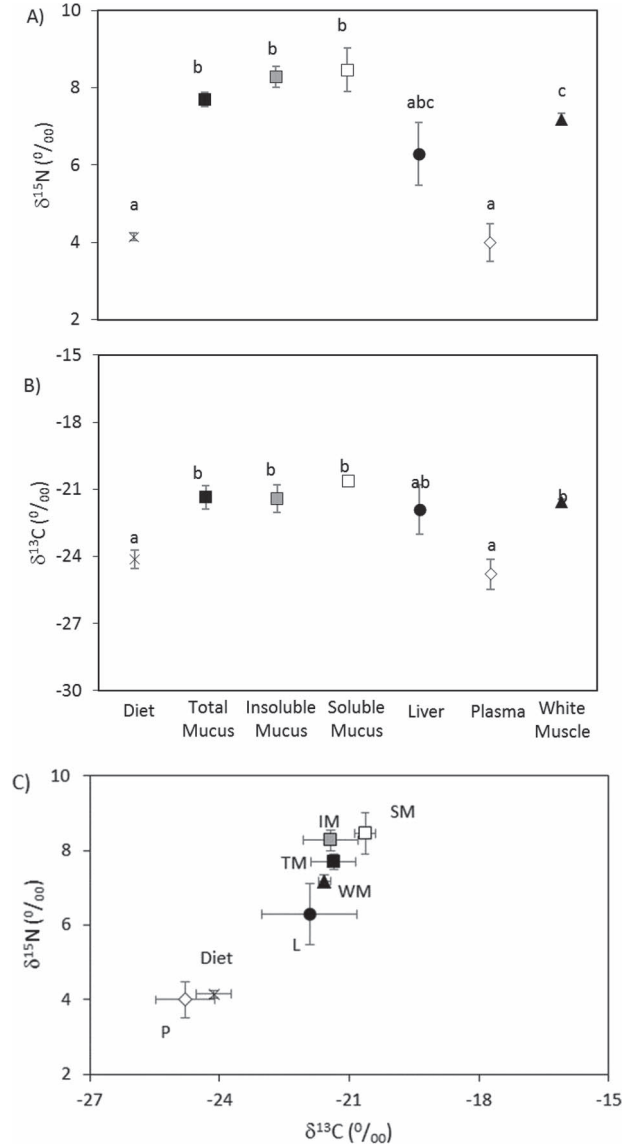 A)
10
8
6
4
2
δ15N (0/00)
a
b
b
b
abc
a
c
B)
-15
-18
-21
-24
-27
-30
δ13C (0/00)
a
b
b
b
ab
a
b
Diet
Total Mucus
Insoluble Mucus
Soluble Mucus
Liver
Plasma
White Muscle
C)
10
8
6
4
2
δ15N (0/00)
IM
SM
TM
WM
L
Diet
P
-27
-24
-21
-18
-15
δ13C (0/00)